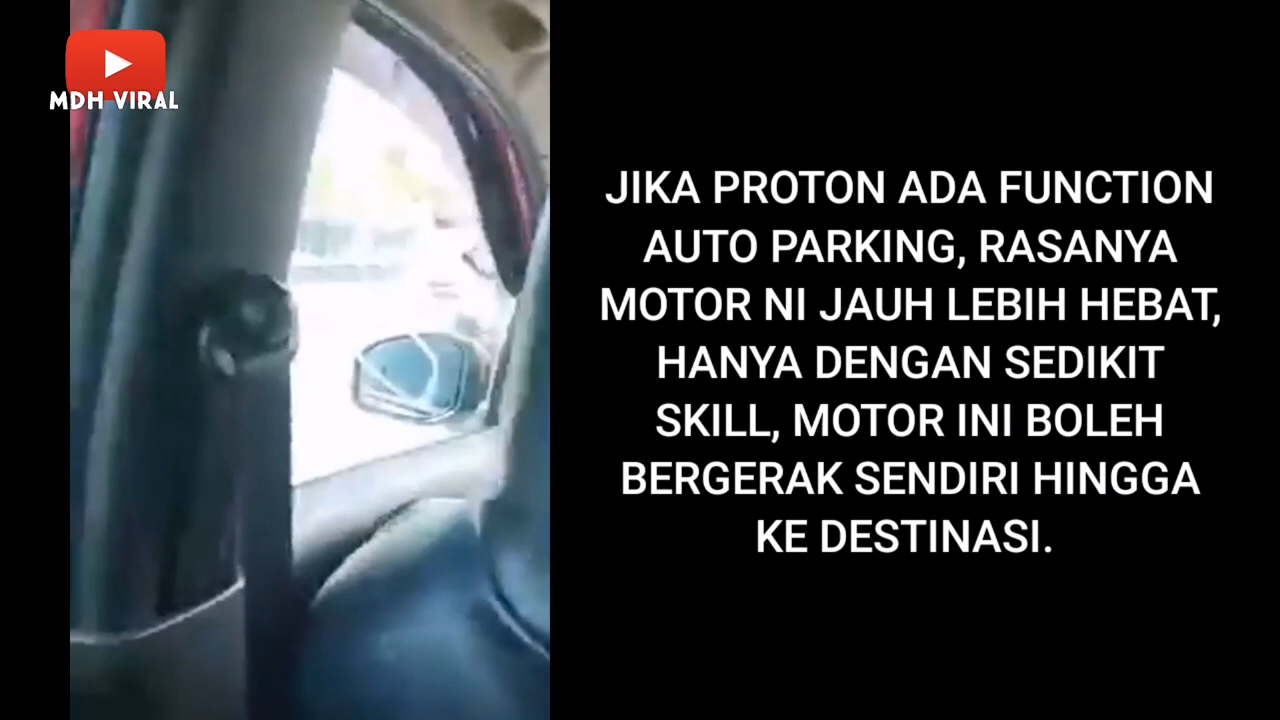 MDH VIRAL
JIKA PROTON ADA FUNCTION
AUTO PARKING, RASANYA
MOTOR NI JAUH LEBIH HEBAT,
HANYA DENGAN SEDIKIT
SKILL, MOTOR INI BOLEH
BERGERAK SENDIRI HINGGA
KE DESTINASI.